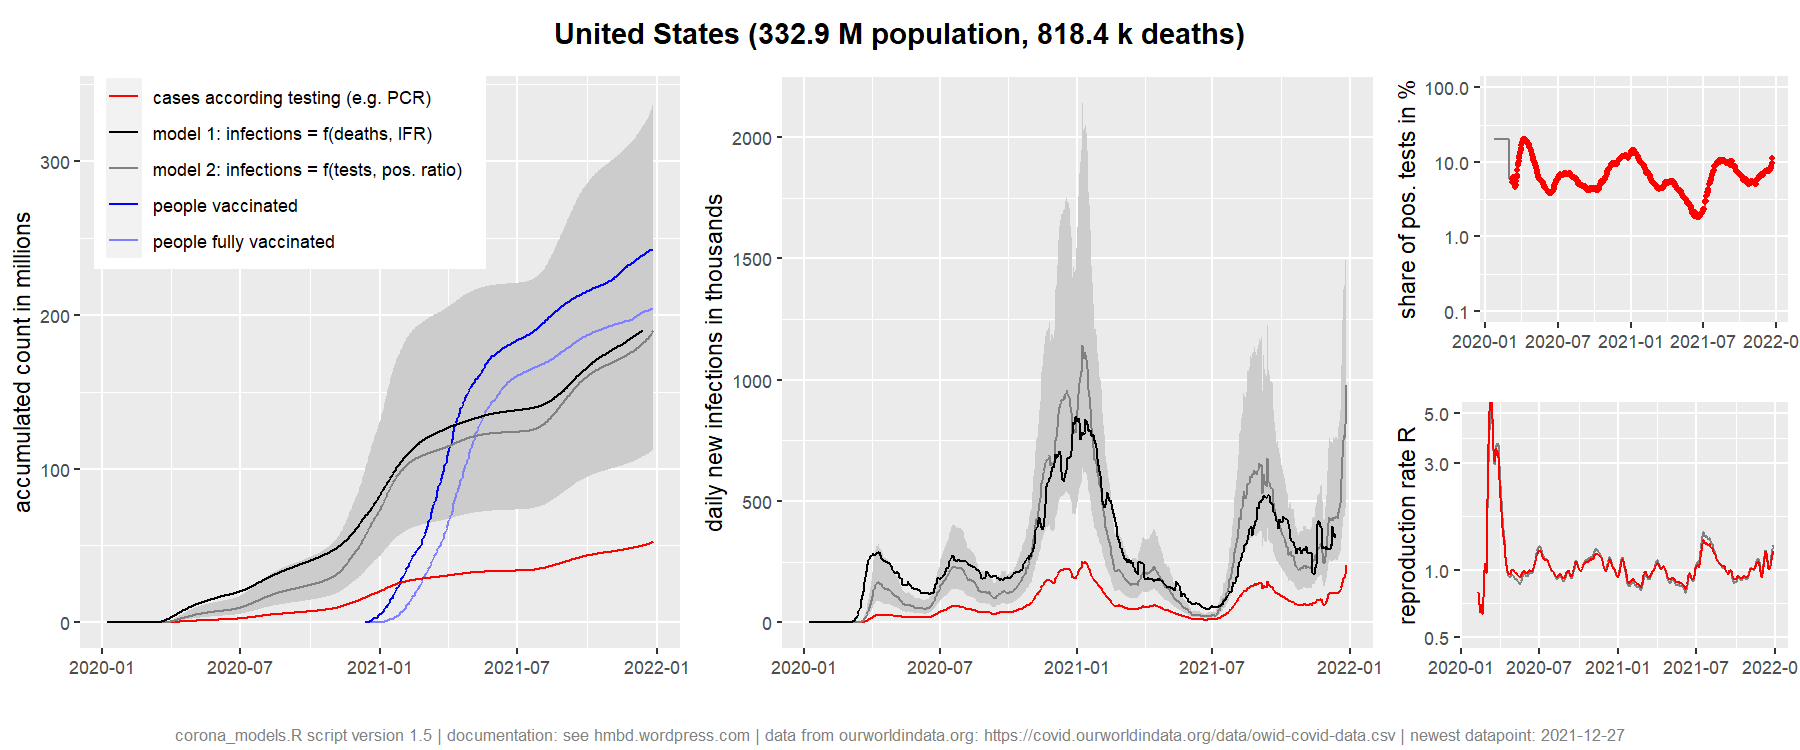 United States (332.9 M population, 818.4 k deaths)
accumulated count in millions
300
200
100
0
cases according testing (e.g. PCR)
model 1: infections = f(deaths, IFR)
model 2: infections = f(tests, pos. ratio)
people vaccinated
people fully vaccinated
2020-01 2020-07 2021-01 2021-07 2022-01
daily new infections in thousands
2000
1500
1000
500
0
2020-01 2020-07 2021-01 2021-07 2022-01
share of pos. tests in %
100.0
10.0
1.0
0.1
2020-01 2020-07 2021-01 2021-07 2022-0
reproduction rate R
5.0
3.0
1.0
0.5
2020-01 2020-07 2021-01 2021-07 2022-0
corona_models.R script version 1.5 | documentation: see hmbd.wordpress.com | data from ourworldindata.org: https://covid.ourworldindata.org/data/owid-covid-data.csv | newest datapoint: 2021-12-27